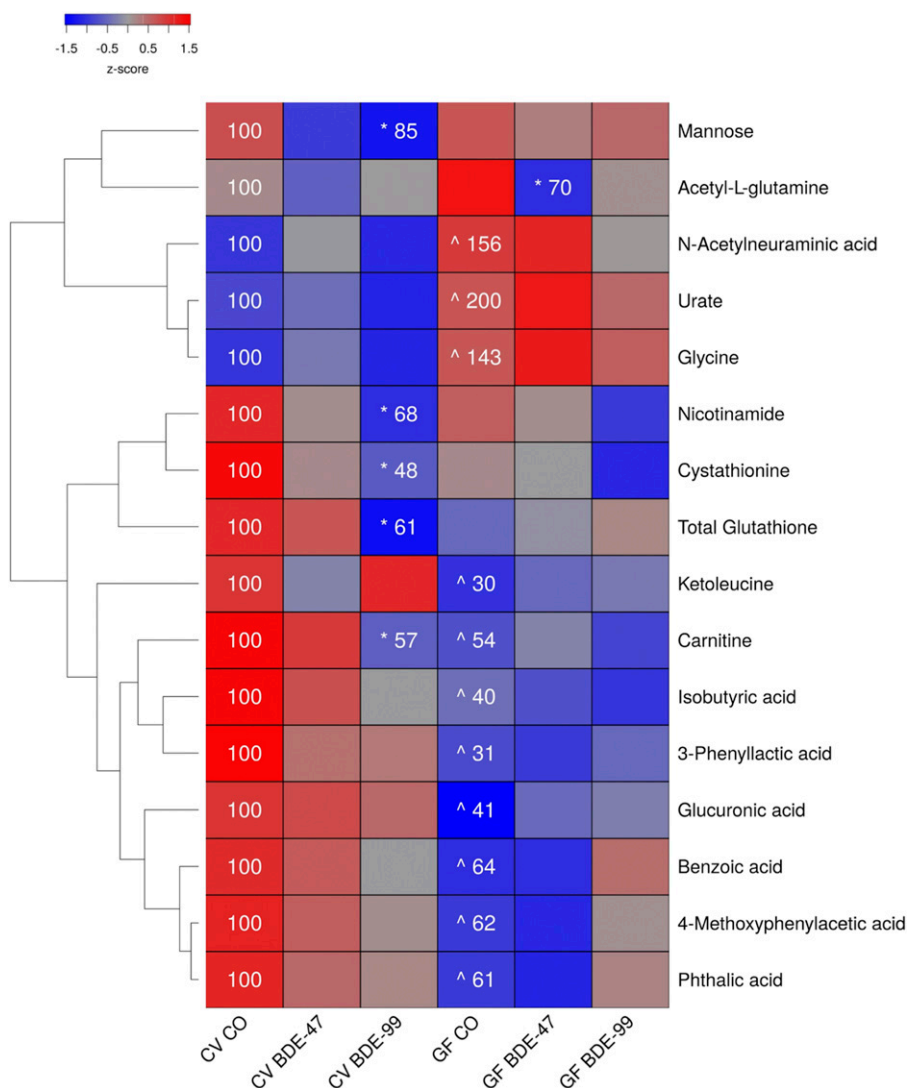 -1.5 -0.5 0.5 1.5
z-score
100 * 85 Mannose
100 * 70 Acetyl-L-glutamine
100 ^ 156 N-Acetylneuraminic acid
100 ^ 200 Urate
100 ^ 143 Glycine
100 * 68 Nicotinamide
100 * 48 Cystathionine
100 * 61 Total Glutathione
100 ^ 30 Ketoleucine
100 * 57 ^ 54 Carnitine
100 ^ 40 Isobutyric acid
100 ^ 31 3-Phenyllactic acid
100 ^ 41 Glucuronic acid
100 ^ 64 Benzoic acid
100 ^ 62 4-Methoxyphenylacetic acid
100 ^ 61 Phthalic acid
CV CO
CV BDE-47
CV BDE-99
GF CO
GF BDE-47
GF BDE-99